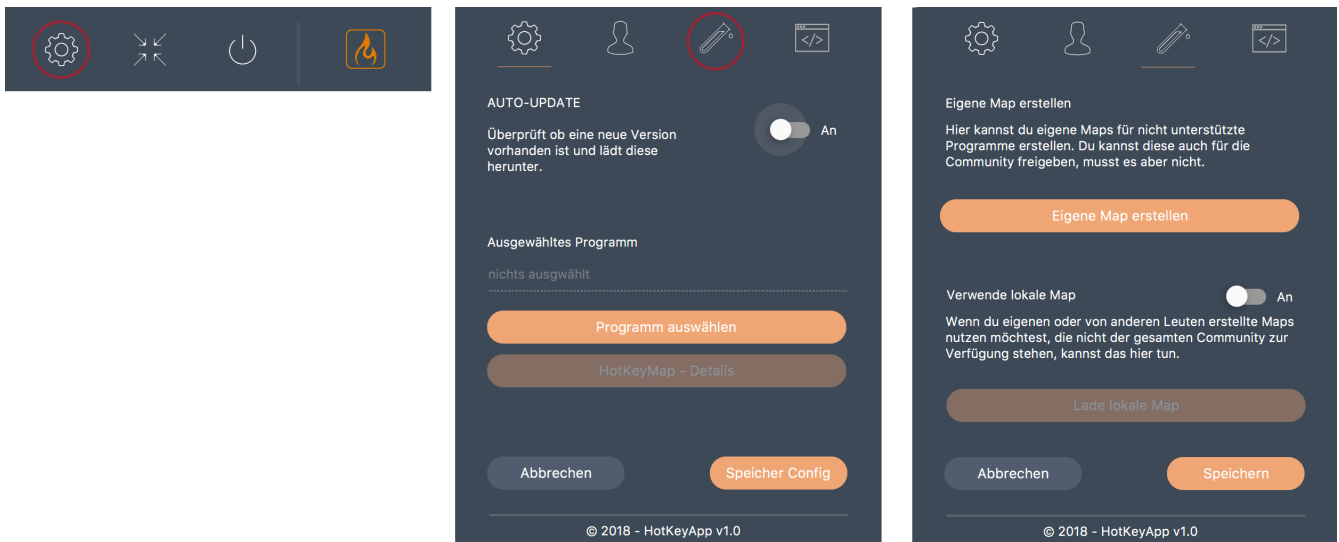 </>
AUTO-UPDATE
Überprüft ob eine neue Version
vorhanden ist und lädt diese
herunter.
An
Ausgewähltes Programm
nichts ausgwählt
Programm auswählen
HotKeyMap - Details
Abbrechen
Speicher Config
© 2018 - HotKeyApp v1.0
</>
Eigene Map erstellen
Hier kannst du eigene Maps für nicht unterstützte
Programme erstellen. Du kannst diese auch für die
Community freigeben, musst es aber nicht.
Eigene Map erstellen
Verwende lokale Map
An
Wenn du eigenen oder von anderen Leuten erstellte Maps
nutzen möchtest, die nicht der gesamten Community zur
Verfügung stehen, kannst das hier tun.
Lade lokale Map
Abbrechen
Speichern
© 2018 - HotKeyApp v1.0